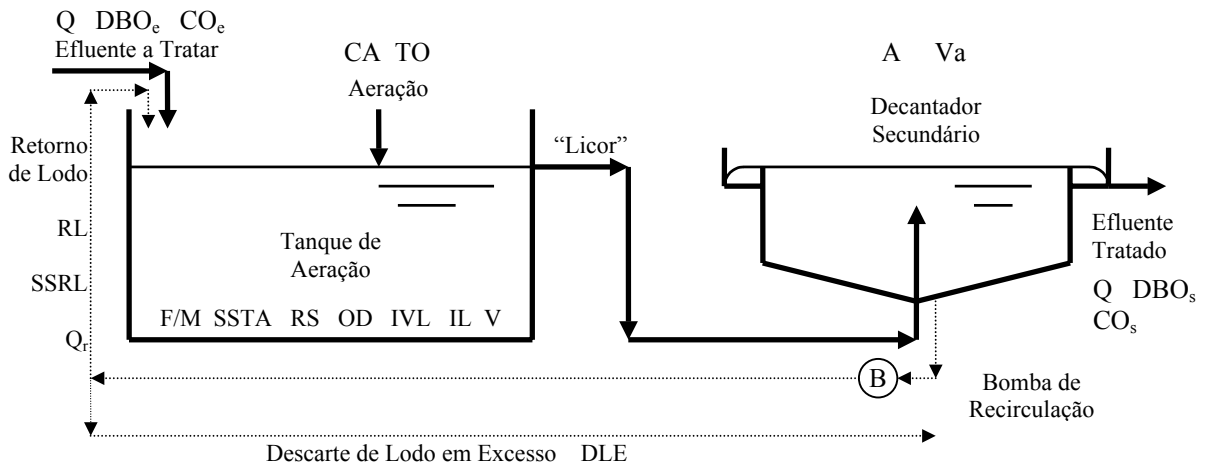 Q DBOₑ COₑ
Efluente a Tratar
CA TO
Aeração
A Va
Decantador
Secundário
Retorno
de Lodo
“Licor”
RL
SSRL
Qᵣ
Tanque de
Aeração
F/M SSTA RS OD IVL IL V
Efluente
Tratado
Q DBOₛ
COₛ
B
Bomba de
Recirculação
Descarte de Lodo em Excesso DLE